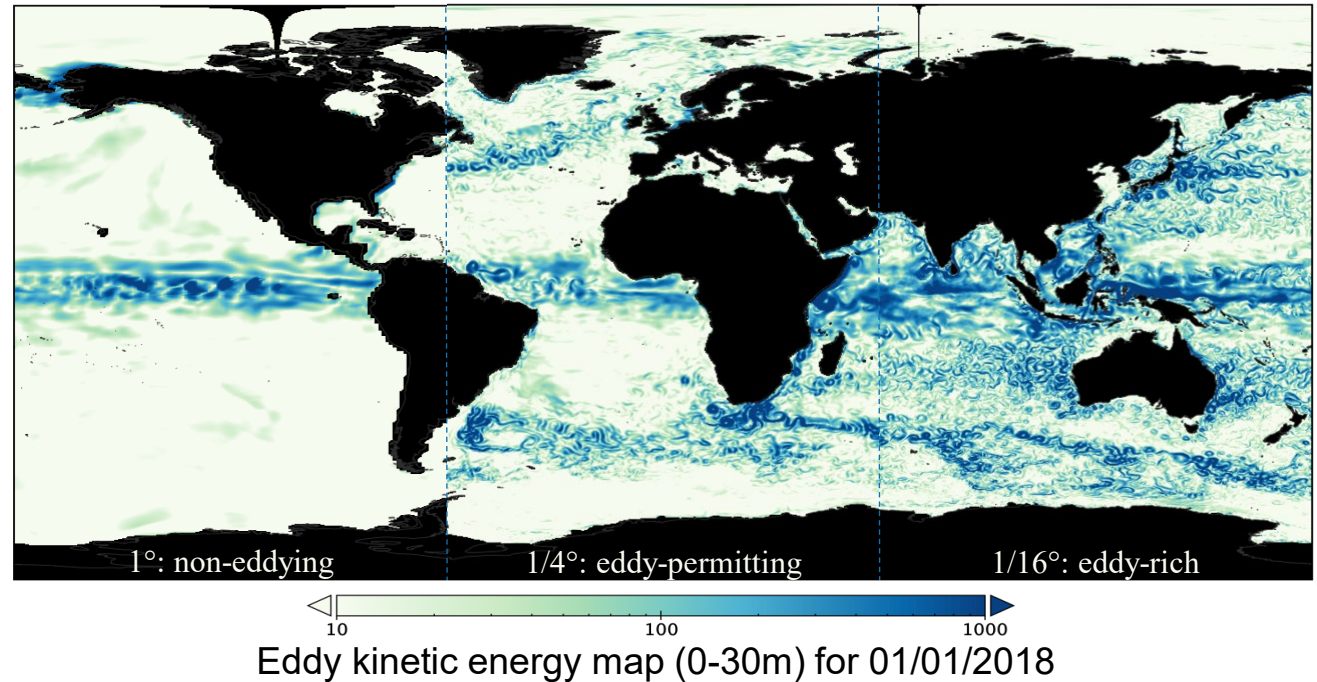 1°: non-eddying 1/4°: eddy-permitting 1/16°: eddy-rich
10 100 1000
Eddy kinetic energy map (0-30m) for 01/01/2018